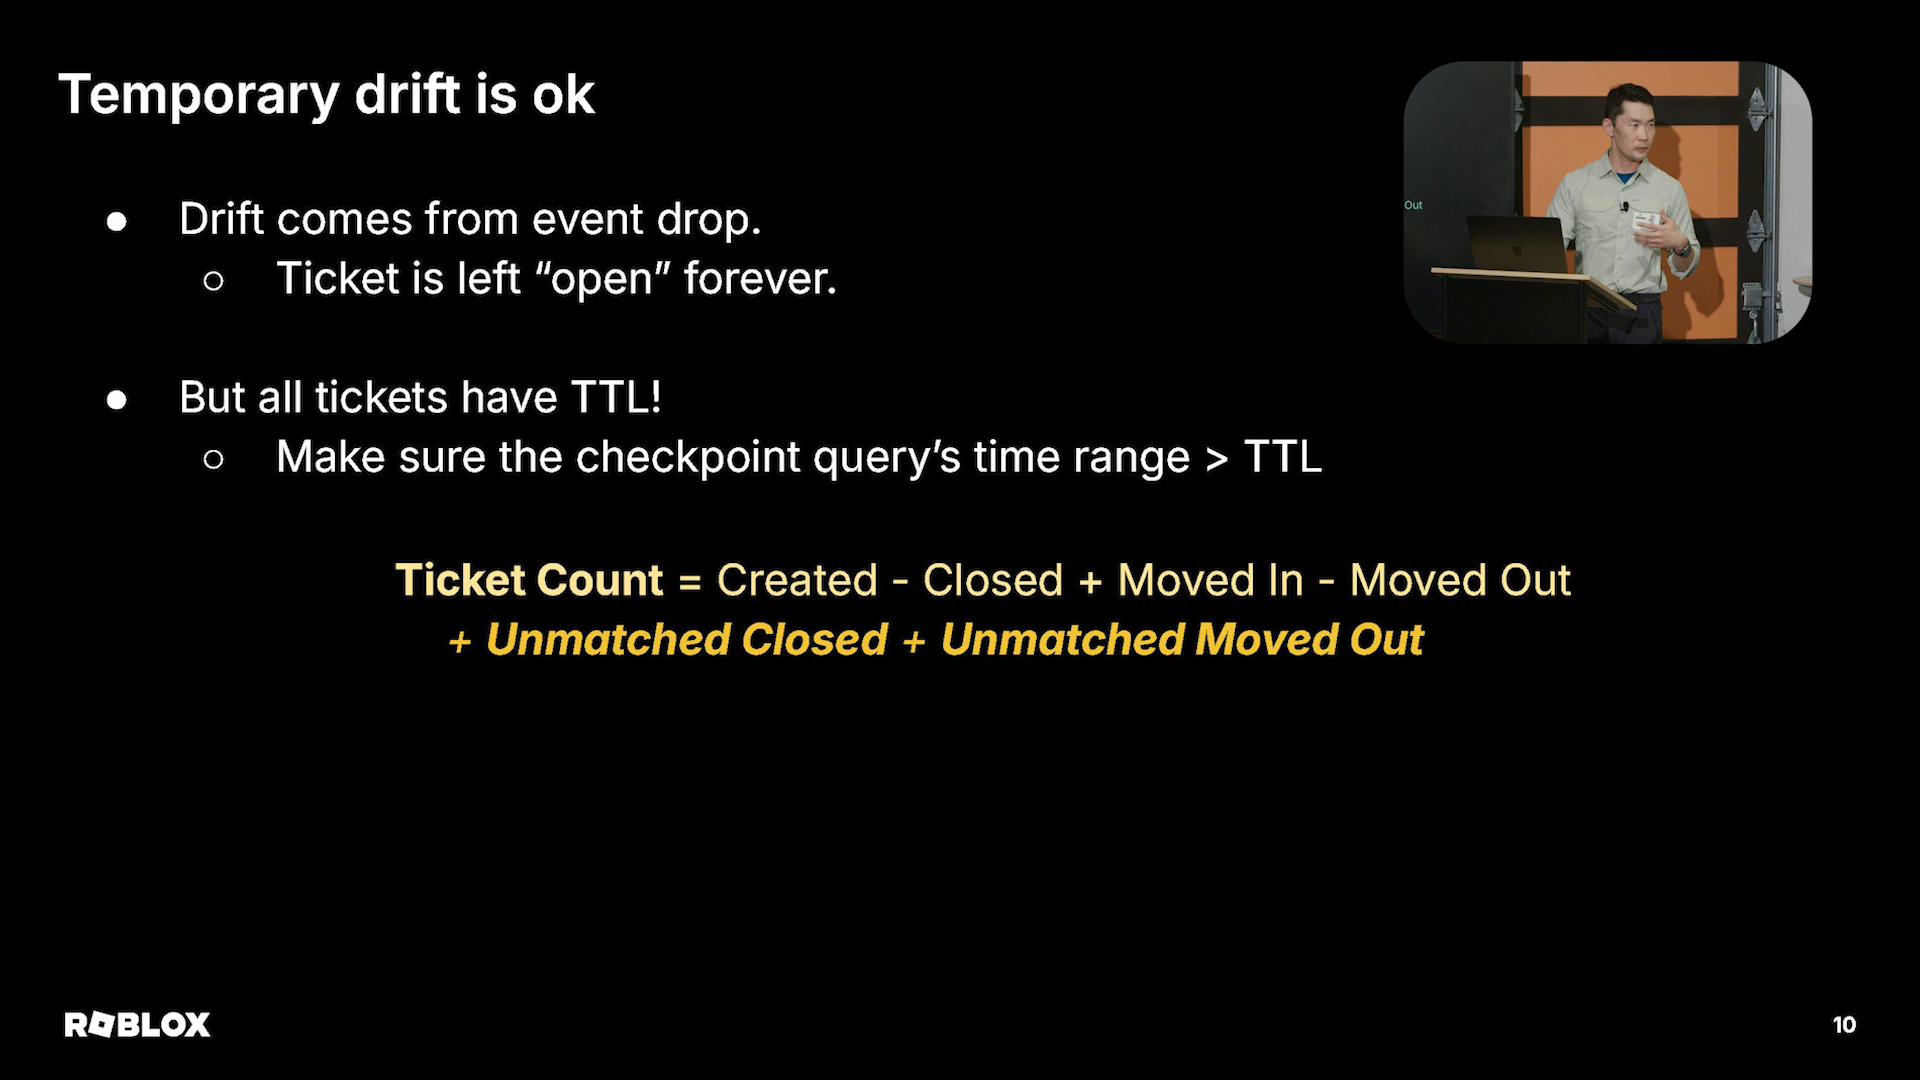 Temporary drift is ok
Out
● Drift comes from event drop.
○ Ticket is left “open” forever.
● But all tickets have TTL!
○ Make sure the checkpoint query’s time range > TTL
Ticket Count = Created - Closed + Moved In - Moved Out
+ Unmatched Closed + Unmatched Moved Out
ROBLOX
10